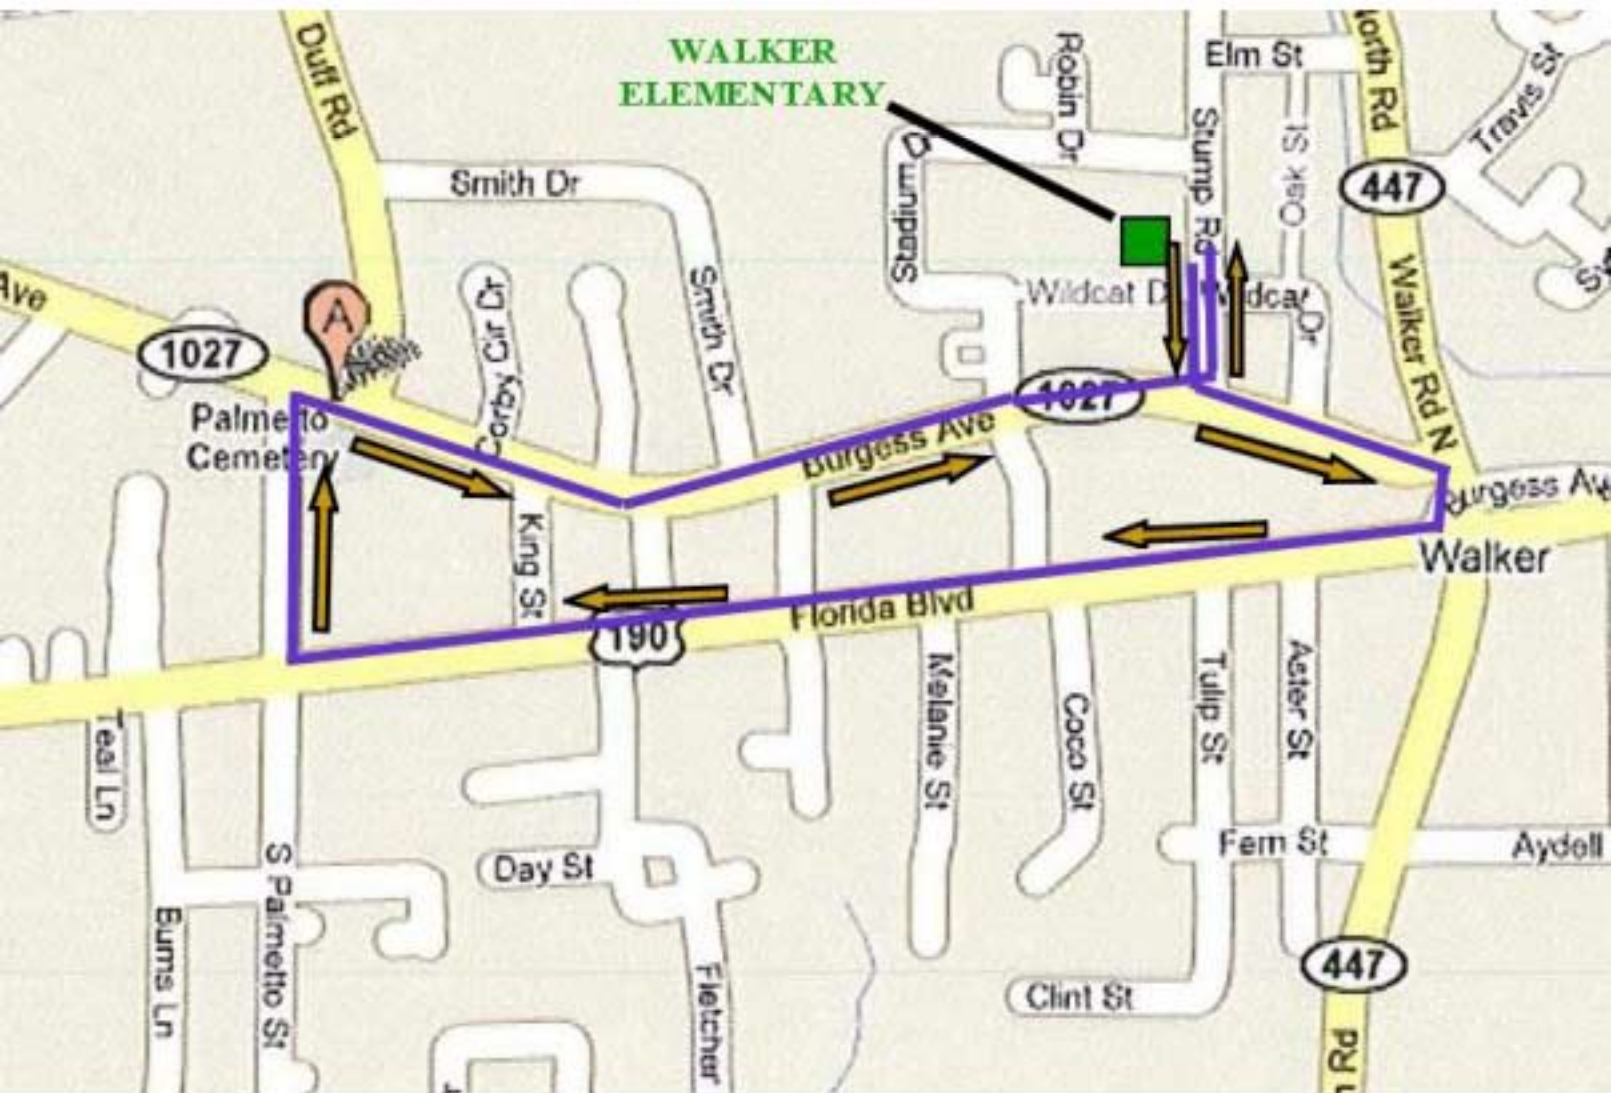 WALKER
ELEMENTARY
Duff Rd
Robin Dr
Elm St
North Rd
Travis St
Smith Dr
Stadium Dr
Stump Rd
Oak St
447
Ave
1027
A
Corby Cir Dr
Smith Dr
Wildcat D
Wildcat Dr
Walker Rd N
Palmetto
Cemetery
1027
Burgess Ave
Burgess Av
King St
Walker
190
Florida Blvd
Teal Ln
Melanie St
Coco St
Tulip St
Aster St
Day St
Fern St
Aydell
Burns Ln
S Palmetto St
Fletcher
Clint St
447
Rd